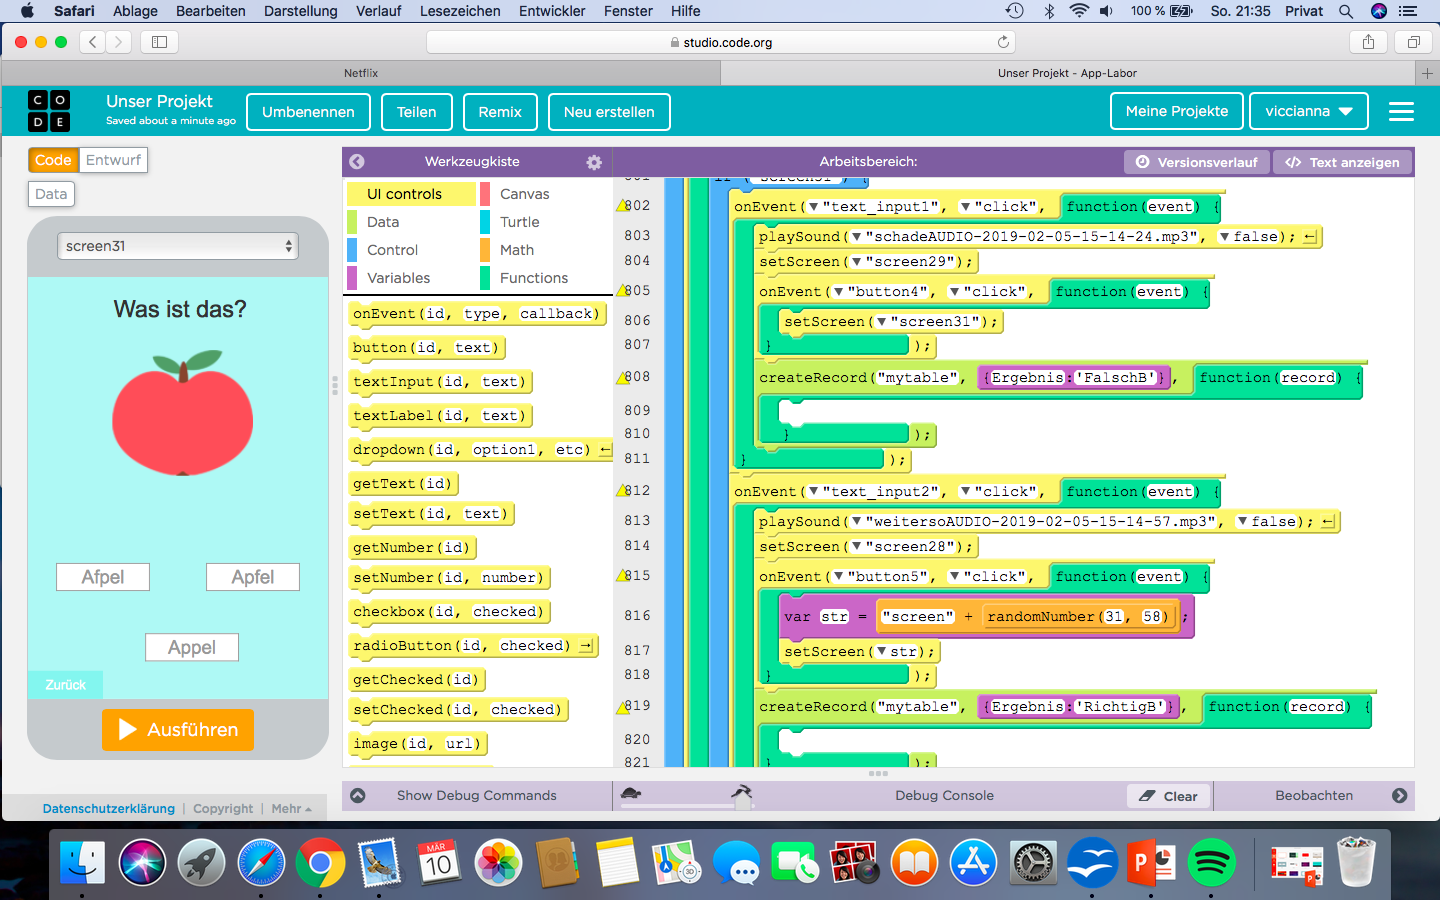 Safari Ablage Bearbeiten Darstellung Verlauf Lesezeichen Entwickler Fenster Hilfe 100 % So. 21:35 Privat
studio.code.org
Netflix Unser Projekt - App-Labor
C O D E
Unser Projekt
Saved about a minute ago
Umbenennen Teilen Remix Neu erstellen Meine Projekte viccianna
Code Entwurf
Data
screen31
Was ist das?
Afpel Apfel
Appel
Zurück
Ausführen
Datenschutzerklärung | Copyright | Mehr
Werkzeugkiste
UI controls Canvas
Data Turtle
Control Math
Variables Functions
onEvent(id, type, callback)
button(id, text)
textInput(id, text)
textLabel(id, text)
dropdown(id, option1, etc)
getText(id)
setText(id, text)
getNumber(id)
setNumber(id, number)
checkbox(id, checked)
radioButton(id, checked)
getChecked(id)
setChecked(id, checked)
image(id, url)
Arbeitsbereich: Versionsverlauf </> Text anzeigen
802 onEvent("text_input1", "click", function(event) {
803 playSound("schadeAUDIO-2019-02-05-15-14-24.mp3", false);
804 setScreen("screen29");
805 onEvent("button4", "click", function(event) {
806 setScreen("screen31");
807 } );
808 createRecord("mytable", {Ergebnis:'FalschB'}, function(record) {
809
810 } );
811 } );
812 onEvent("text_input2", "click", function(event) {
813 playSound("weitersoAUDIO-2019-02-05-15-14-57.mp3", false);
814 setScreen("screen28");
815 onEvent("button5", "click", function(event) {
816 var str = "screen" + randomNumber(31, 58);
817 setScreen(str);
818 } );
819 createRecord("mytable", {Ergebnis:'RichtigB'}, function(record) {
820
821 } );
Show Debug Commands Debug Console Clear Beobachten
MÄR
10